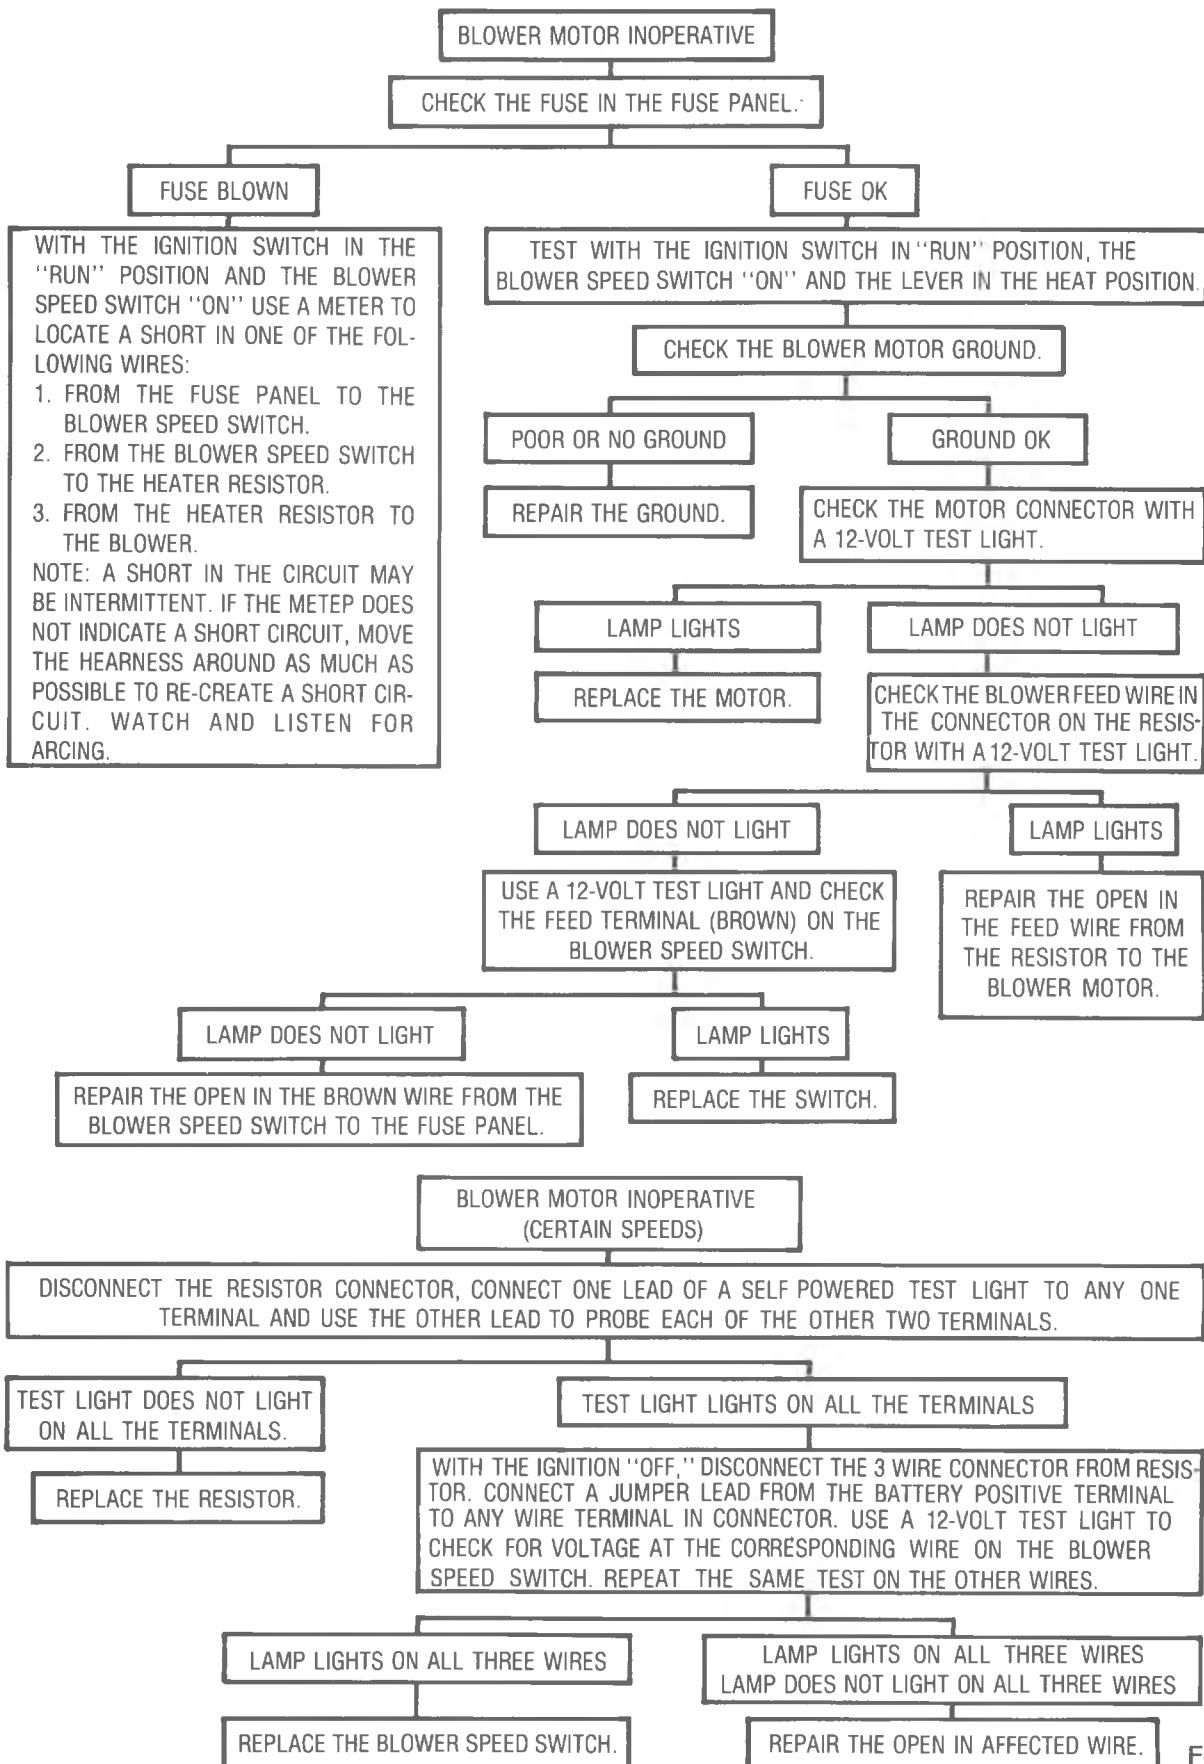 BLOWER MOTOR INOPERATIVE
CHECK THE FUSE IN THE FUSE PANEL.
FUSE BLOWN
WITH THE IGNITION SWITCH IN THE
"RUN" POSITION AND THE BLOWER
SPEED SWITCH "ON" USE A METER TO
LOCATE A SHORT IN ONE OF THE FOL-
LOWING WIRES:
1. FROM THE FUSE PANEL TO THE
BLOWER SPEED SWITCH.
2. FROM THE BLOWER SPEED SWITCH
TO THE HEATER RESISTOR.
3. FROM THE HEATER RESISTOR TO
THE BLOWER.
NOTE: A SHORT IN THE CIRCUIT MAY
BE INTERMITTENT. IF THE METEP DOES
NOT INDICATE A SHORT CIRCUIT, MOVE
THE HEARNESS AROUND AS MUCH AS
POSSIBLE TO RE-CREATE A SHORT CIR-
CUIT. WATCH AND LISTEN FOR
ARCING.
FUSE OK
TEST WITH THE IGNITION SWITCH IN "RUN" POSITION, THE
BLOWER SPEED SWITCH "ON" AND THE LEVER IN THE HEAT POSITION.
CHECK THE BLOWER MOTOR GROUND.
POOR OR NO GROUND
REPAIR THE GROUND.
GROUND OK
CHECK THE MOTOR CONNECTOR WITH
A 12-VOLT TEST LIGHT.
LAMP LIGHTS
REPLACE THE MOTOR.
LAMP DOES NOT LIGHT
CHECK THE BLOWER FEED WIRE IN
THE CONNECTOR ON THE RESIS-
TOR WITH A 12-VOLT TEST LIGHT.
LAMP DOES NOT LIGHT
USE A 12-VOLT TEST LIGHT AND CHECK
THE FEED TERMINAL (BROWN) ON THE
BLOWER SPEED SWITCH.
LAMP LIGHTS
REPAIR THE OPEN IN
THE FEED WIRE FROM
THE RESISTOR TO THE
BLOWER MOTOR.
LAMP DOES NOT LIGHT
REPAIR THE OPEN IN THE BROWN WIRE FROM THE
BLOWER SPEED SWITCH TO THE FUSE PANEL.
LAMP LIGHTS
REPLACE THE SWITCH.
BLOWER MOTOR INOPERATIVE
(CERTAIN SPEEDS)
DISCONNECT THE RESISTOR CONNECTOR, CONNECT ONE LEAD OF A SELF POWERED TEST LIGHT TO ANY ONE
TERMINAL AND USE THE OTHER LEAD TO PROBE EACH OF THE OTHER TWO TERMINALS.
TEST LIGHT DOES NOT LIGHT
ON ALL THE TERMINALS.
REPLACE THE RESISTOR.
TEST LIGHT LIGHTS ON ALL THE TERMINALS
WITH THE IGNITION "OFF," DISCONNECT THE 3 WIRE CONNECTOR FROM RESIS-
TOR. CONNECT A JUMPER LEAD FROM THE BATTERY POSITIVE TERMINAL
TO ANY WIRE TERMINAL IN CONNECTOR. USE A 12-VOLT TEST LIGHT TO
CHECK FOR VOLTAGE AT THE CORRESPONDING WIRE ON THE BLOWER
SPEED SWITCH. REPEAT THE SAME TEST ON THE OTHER WIRES.
LAMP LIGHTS ON ALL THREE WIRES
REPLACE THE BLOWER SPEED SWITCH.
LAMP LIGHTS ON ALL THREE WIRES
LAMP DOES NOT LIGHT ON ALL THREE WIRES
REPAIR THE OPEN IN AFFECTED WIRE.